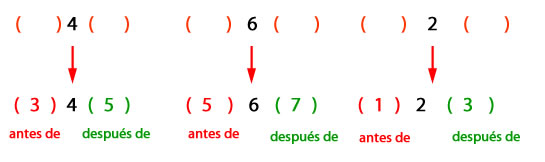 (   ) 4 (   ) (   ) 6 (   ) (   ) 2 (   )
( 3 ) 4 ( 5 ) ( 5 ) 6 ( 7 ) ( 1 ) 2 ( 3 )
antes de después de antes de después de antes de después de